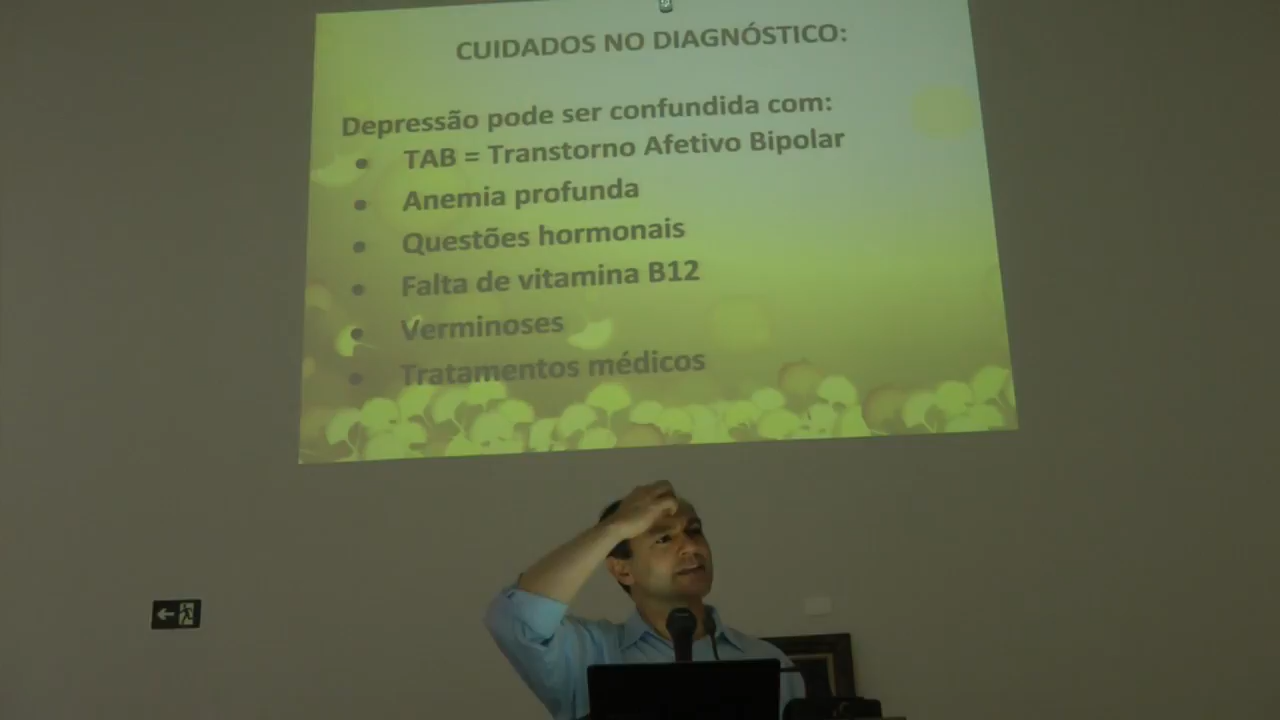 CUIDADOS NO DIAGNÓSTICO:
Depressão pode ser confundida com:
• TAB = Transtorno Afetivo Bipolar
• Anemia profunda
• Questões hormonais
• Falta de vitamina B12
• Verminoses
• Tratamentos médicos